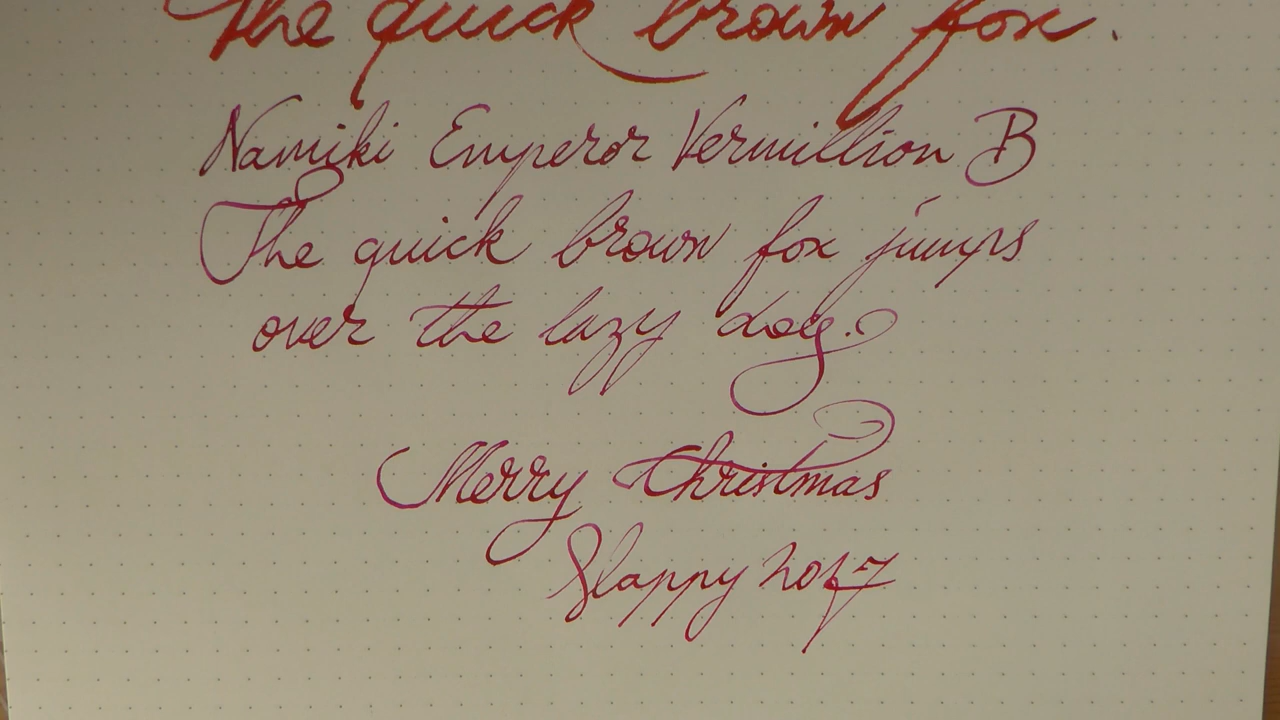 The quick brown fox.
Namiki Emperor Vermillion B
The quick brown fox jumps
over the lazy dog.
Merry Christmas
Slappy 2017